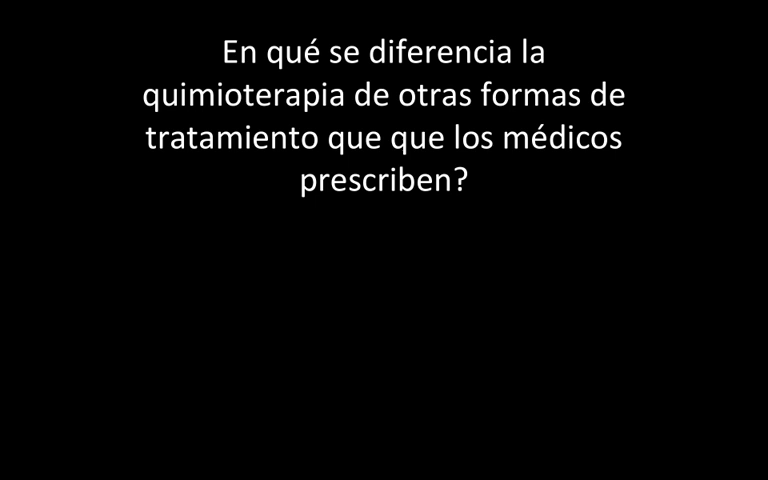 En qué se diferencia la
quimioterapia de otras formas de
tratamiento que que los médicos
prescriben?